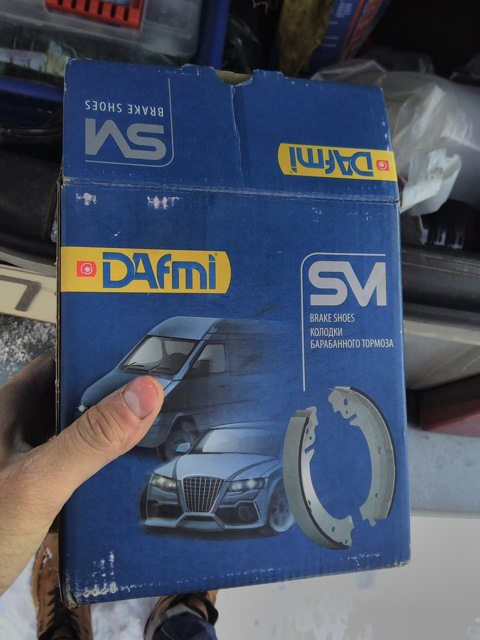 BRAKE SHOES
SM
DAfmi
DAfmi
SM
BRAKE SHOES
КОЛОДКИ
БАРАБАННОГО ТОРМОЗА